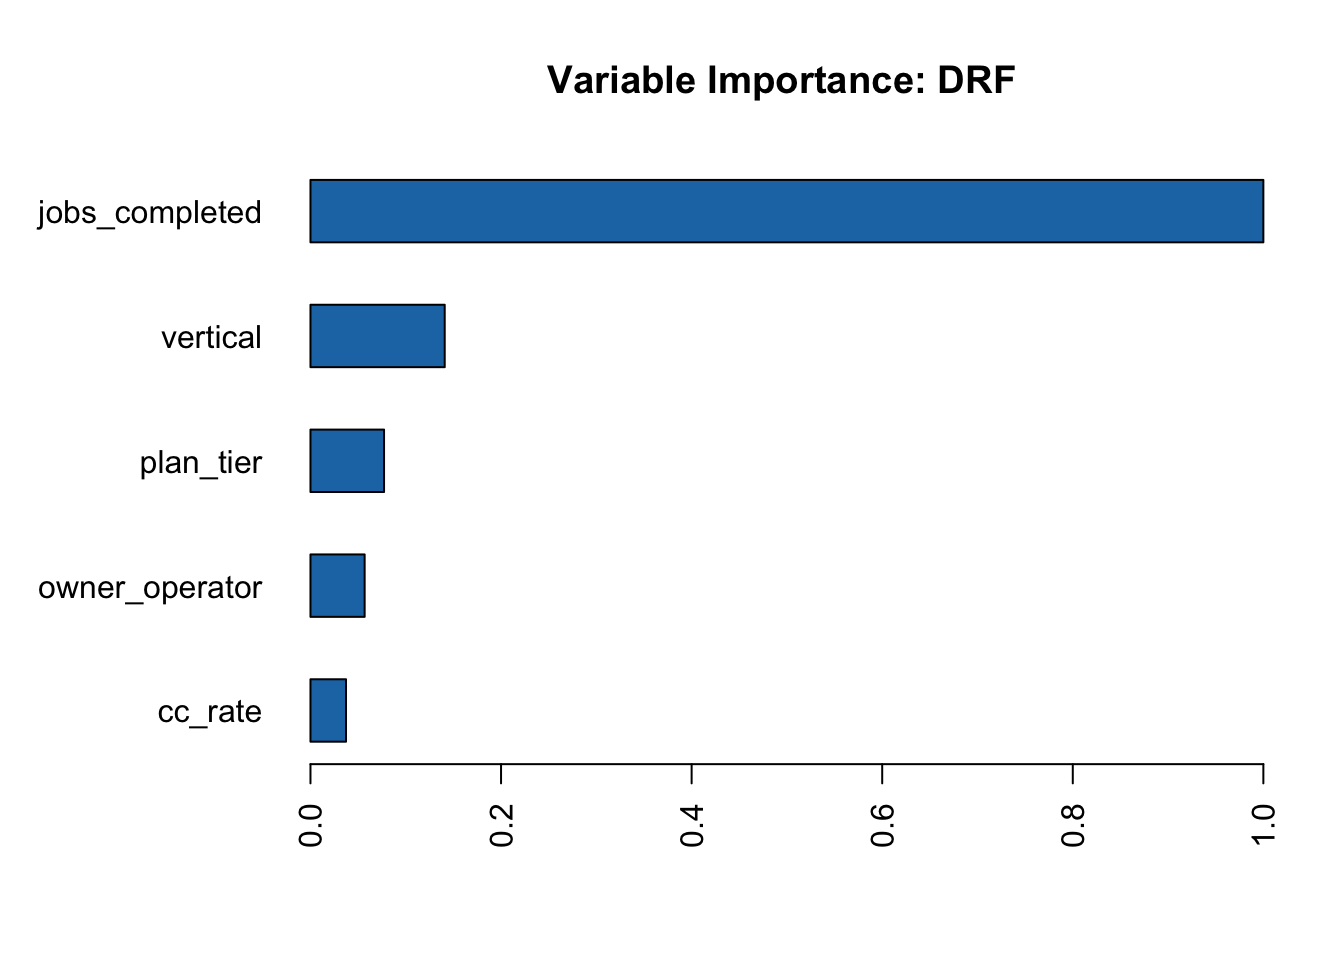 Variable Importance: DRF
jobs_completed
vertical
plan_tier
owner_operator
cc_rate
0.0 0.2 0.4 0.6 0.8 1.0